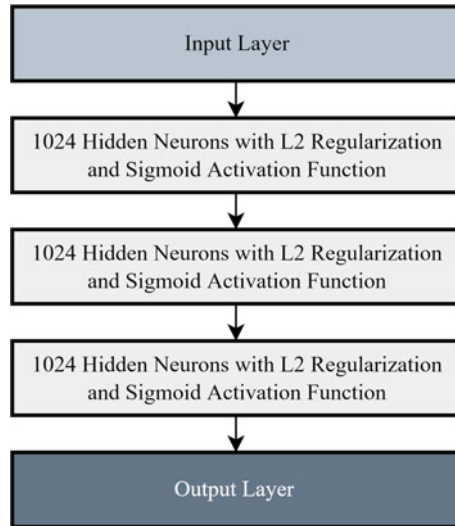 Input Layer
1024 Hidden Neurons with L2 Regularization
and Sigmoid Activation Function
1024 Hidden Neurons with L2 Regularization
and Sigmoid Activation Function
1024 Hidden Neurons with L2 Regularization
and Sigmoid Activation Function
Output Layer